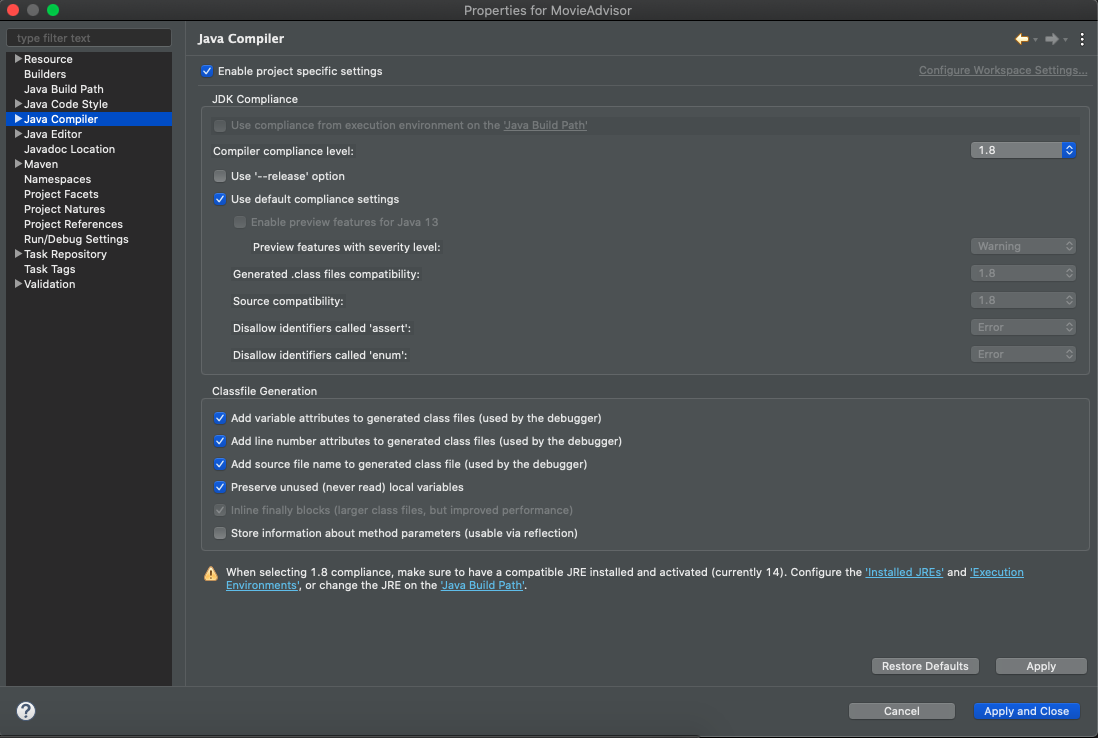 Properties for MovieAdvisor
type filter text
Resource
Builders
Java Build Path
Java Code Style
Java Compiler
Java Editor
Javadoc Location
Maven
Namespaces
Project Facets
Project Natures
Project References
Run/Debug Settings
Task Repository
Task Tags
Validation
Java Compiler
Enable project specific settings
Configure Workspace Settings...
JDK Compliance
Use compliance from execution environment on the 'Java Build Path'
Compiler compliance level: 1.8
Use '--release' option
Use default compliance settings
Enable preview features for Java 13
Preview features with severity level: Warning
Generated .class files compatibility: 1.8
Source compatibility: 1.8
Disallow identifiers called 'assert': Error
Disallow identifiers called 'enum': Error
Classfile Generation
Add variable attributes to generated class files (used by the debugger)
Add line number attributes to generated class files (used by the debugger)
Add source file name to generated class file (used by the debugger)
Preserve unused (never read) local variables
Inline finally blocks (larger class files, but improved performance)
Store information about method parameters (usable via reflection)
When selecting 1.8 compliance, make sure to have a compatible JRE installed and activated (currently 14). Configure the 'Installed JREs' and 'Execution
Environments', or change the JRE on the 'Java Build Path'.
Restore Defaults Apply
? Cancel Apply and Close